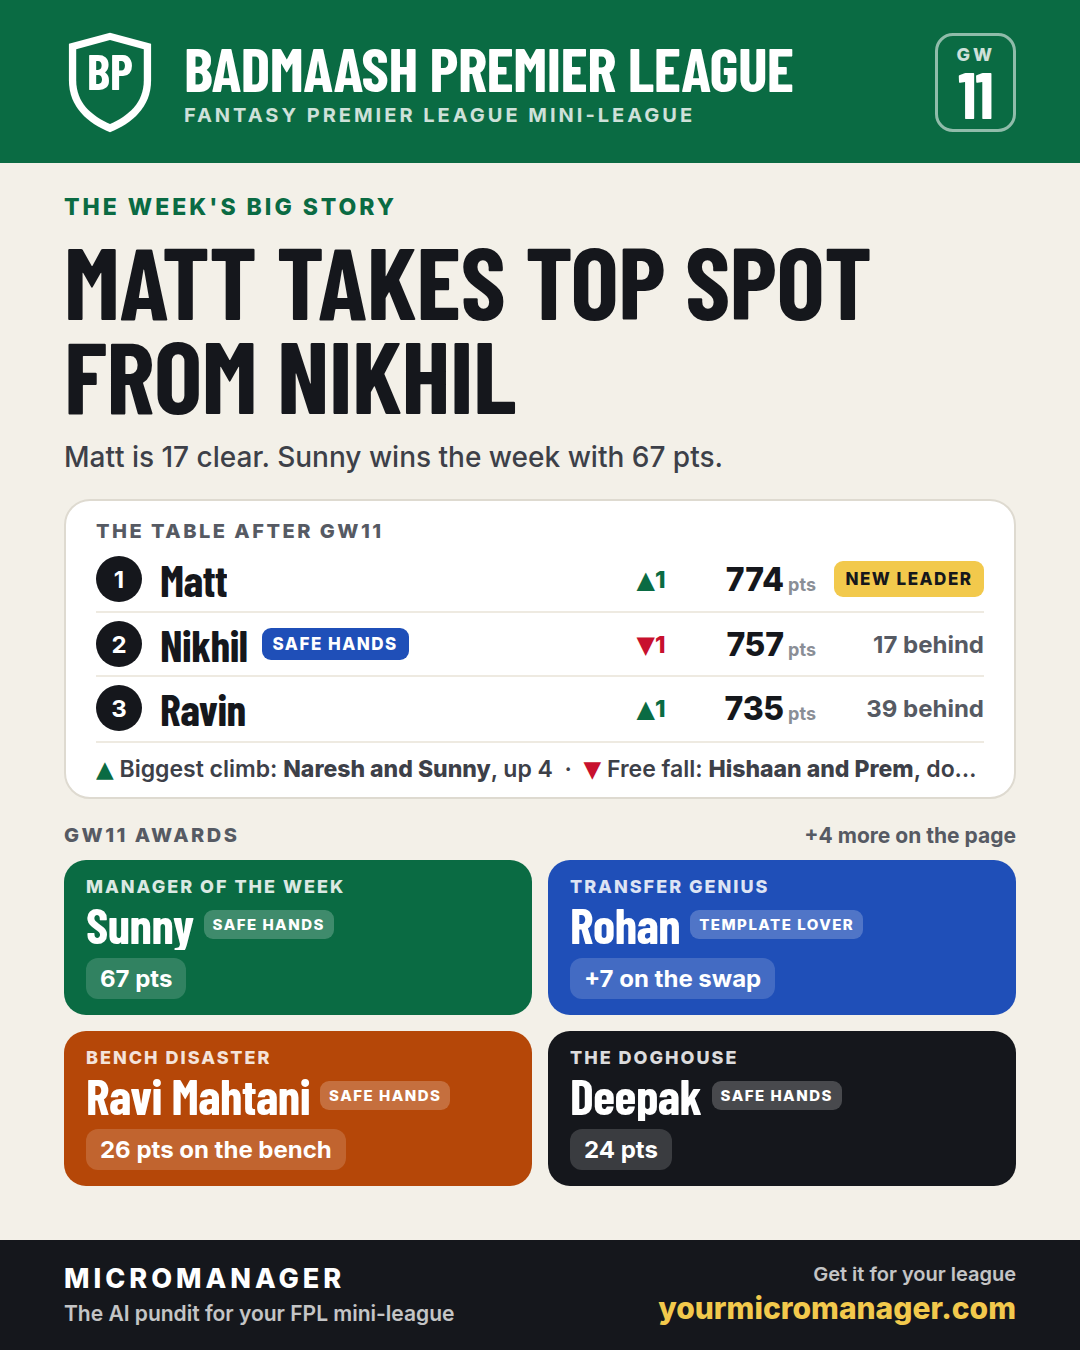 BP
BADMAASH PREMIER LEAGUE
FANTASY PREMIER LEAGUE MINI-LEAGUE
GW
11
THE WEEK'S BIG STORY
MATT TAKES TOP SPOT
FROM NIKHIL
Matt is 17 clear. Sunny wins the week with 67 pts.
THE TABLE AFTER GW11
1 Matt ▲1 774 pts NEW LEADER
2 Nikhil SAFE HANDS ▼1 757 pts 17 behind
3 Ravin ▲1 735 pts 39 behind
▲ Biggest climb: Naresh and Sunny, up 4 · ▼ Free fall: Hishaan and Prem, do...
GW11 AWARDS +4 more on the page
MANAGER OF THE WEEK
Sunny SAFE HANDS
67 pts
TRANSFER GENIUS
Rohan TEMPLATE LOVER
+7 on the swap
BENCH DISASTER
Ravi Mahtani SAFE HANDS
26 pts on the bench
THE DOGHOUSE
Deepak SAFE HANDS
24 pts
MICROMANAGER
The AI pundit for your FPL mini-league
Get it for your league
yourmicromanager.com